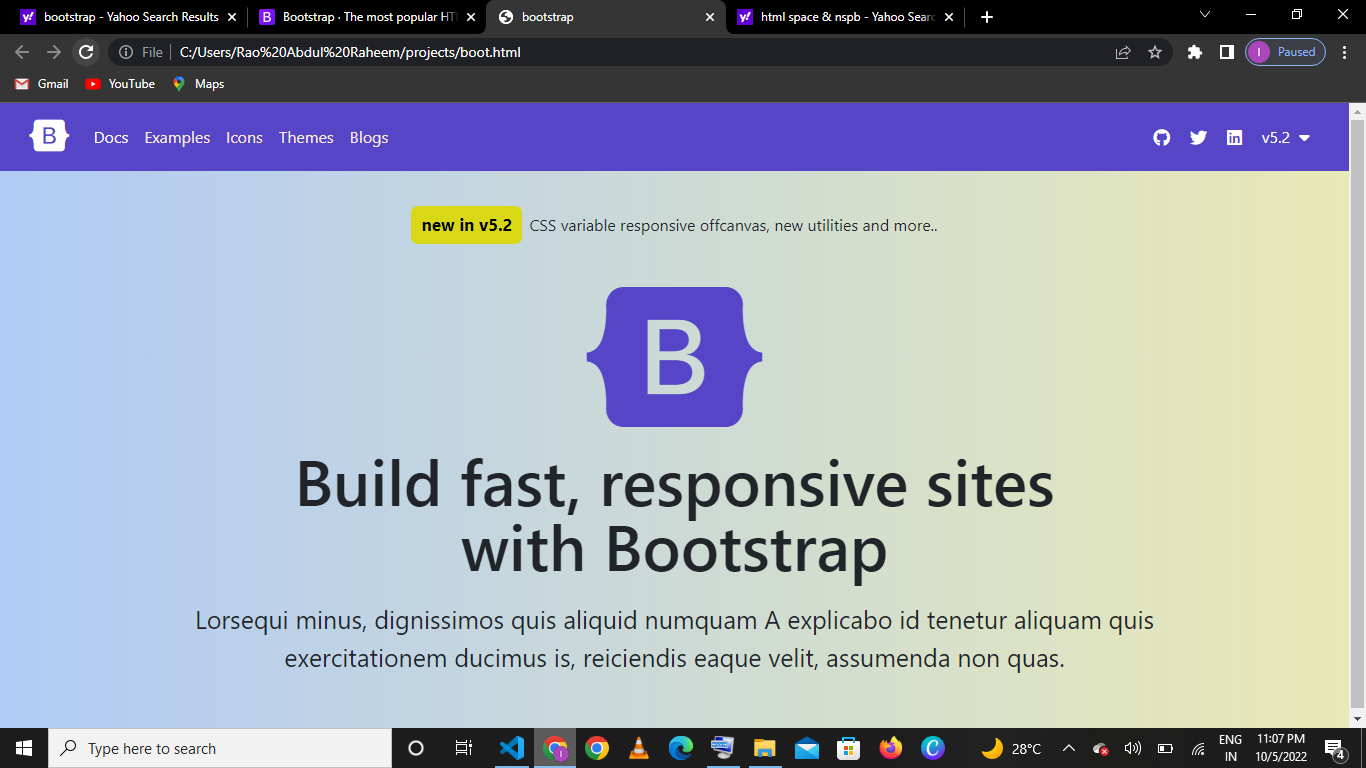 bootstrap - Yahoo Search Results
Bootstrap · The most popular HT
bootstrap
html space & nspb - Yahoo Searc
File
C:/Users/Rao%20Abdul%20Raheem/projects/boot.html
I
Paused
Gmail
YouTube
Maps
B
Docs
Examples
Icons
Themes
Blogs
v5.2
new in v5.2 CSS variable responsive offcanvas, new utilities and more..
B
Build fast, responsive sites
with Bootstrap
Lorsequi minus, dignissimos quis aliquid numquam A explicabo id tenetur aliquam quis
exercitationem ducimus is, reiciendis eaque velit, assumenda non quas.
Type here to search
28°C
ENG
IN
11:07 PM
10/5/2022
4